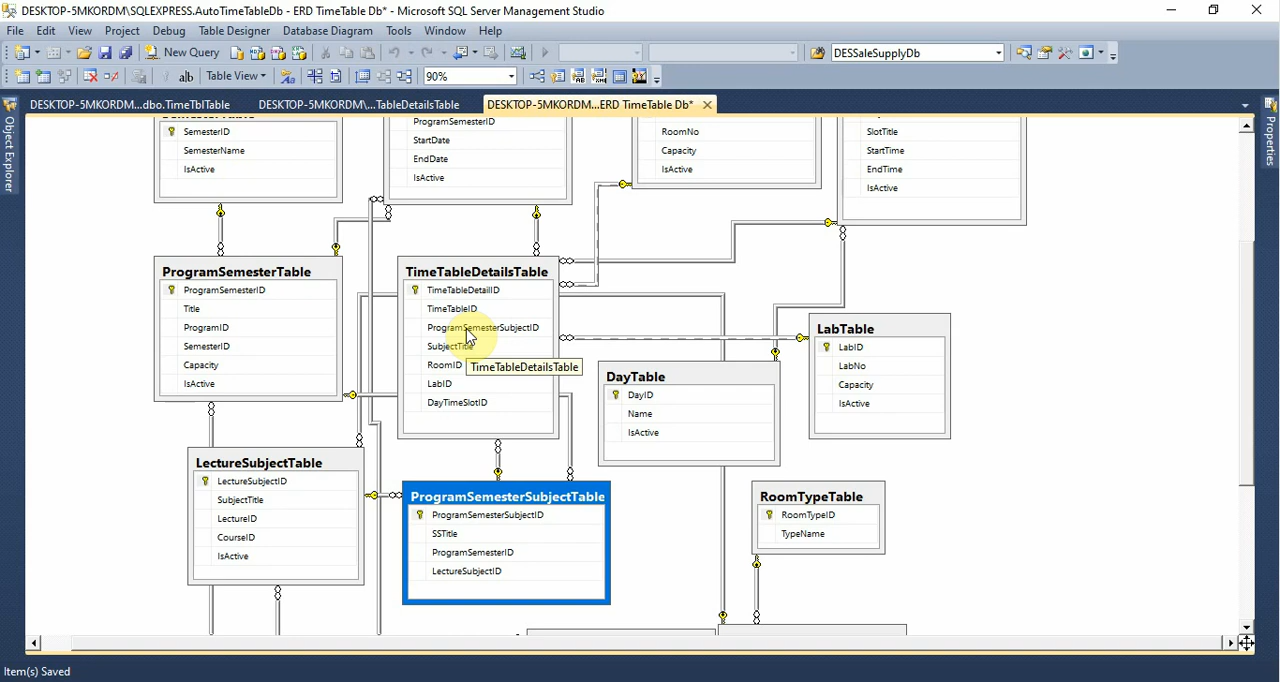 DESKTOP-5MKORDM\SQLEXPRESS.AutoTimeTableDb - ERD TimeTable Db* - Microsoft SQL Server Management Studio
File Edit View Project Debug Table Designer Database Diagram Tools Window Help
New Query DESSaleSupplyDb
Table View 90%
DESKTOP-5MKORDM...dbo.TimeTblTable DESKTOP-5MKORDM\...TableDetailsTable DESKTOP-5MKORDM...ERD TimeTable Db*
Object Explorer
Properties
SemesterID
SemesterName
IsActive
ProgramSemesterID
StartDate
EndDate
IsActive
RoomNo
Capacity
IsActive
SlotTitle
StartTime
EndTime
IsActive
ProgramSemesterTable
ProgramSemesterID
Title
ProgramID
SemesterID
Capacity
IsActive
TimeTableDetailsTable
TimeTableDetailID
TimeTableID
ProgramSemesterSubjectID
SubjectTitle
RoomID
LabID
DayTimeSlotID
TimeTableDetailsTable
LabTable
LabID
LabNo
Capacity
IsActive
DayTable
DayID
Name
IsActive
LectureSubjectTable
LectureSubjectID
SubjectTitle
LectureID
CourseID
IsActive
ProgramSemesterSubjectTable
ProgramSemesterSubjectID
SSTitle
ProgramSemesterID
LectureSubjectID
RoomTypeTable
RoomTypeID
TypeName
Item(s) Saved